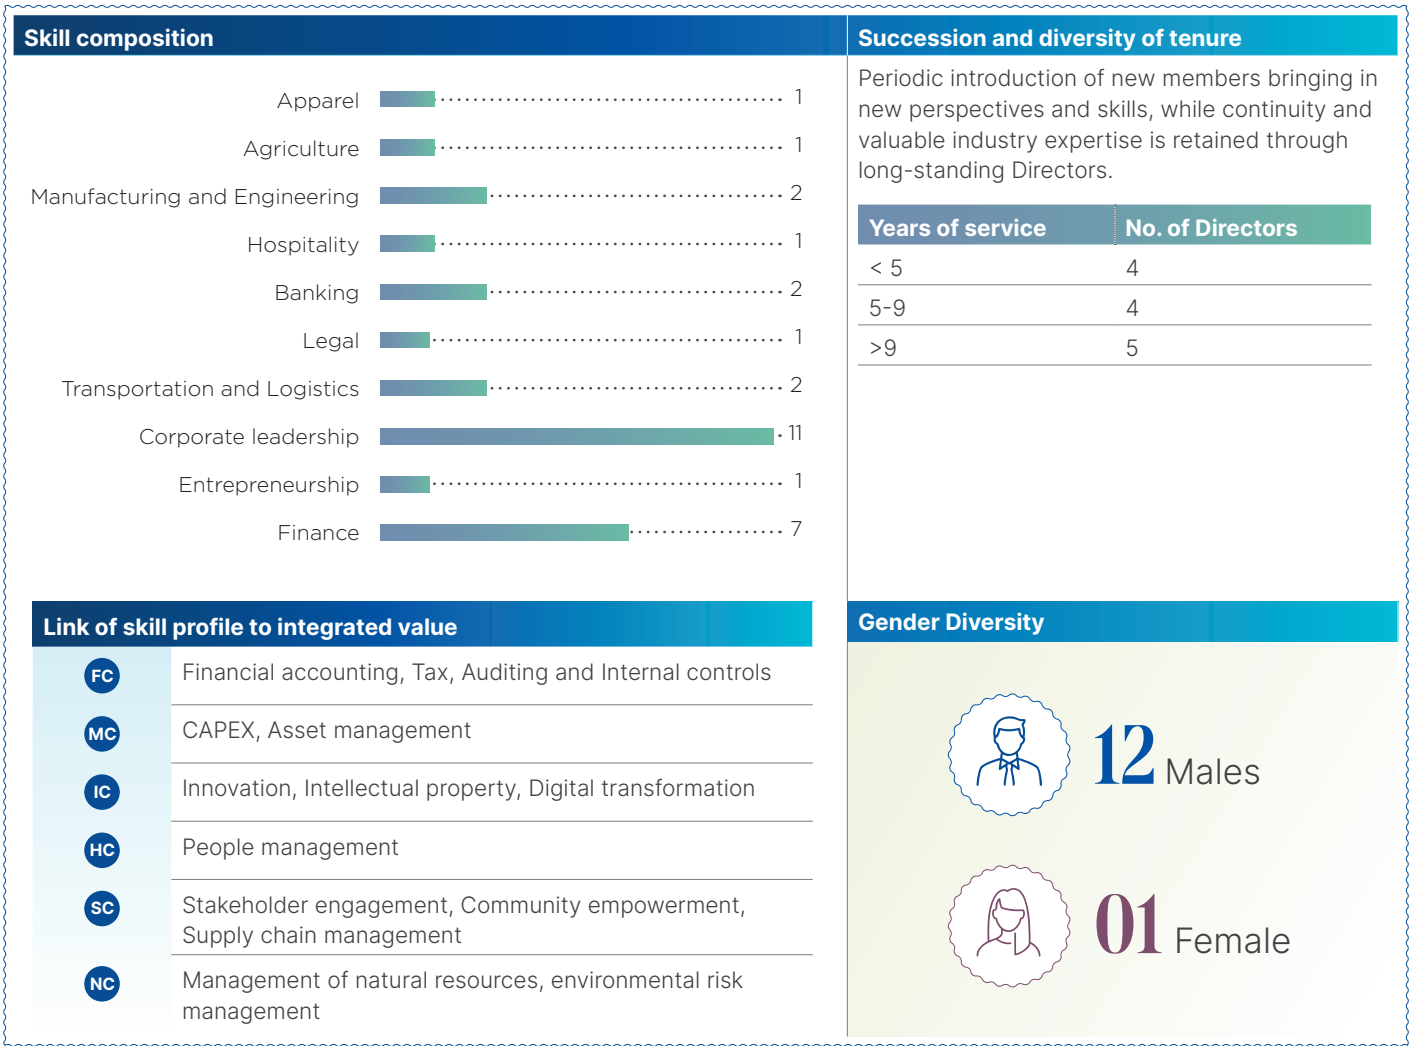 Skill composition
Apparel 1
Agriculture 1
Manufacturing and Engineering 2
Hospitality 1
Banking 2
Legal 1
Transportation and Logistics 2
Corporate leadership 11
Entrepreneurship 1
Finance 7
Succession and diversity of tenure
Periodic introduction of new members bringing in
new perspectives and skills, while continuity and
valuable industry expertise is retained through
long-standing Directors.
Years of service No. of Directors
< 5 4
5-9 4
>9 5
Link of skill profile to integrated value
FC Financial accounting, Tax, Auditing and Internal controls
MC CAPEX, Asset management
IC Innovation, Intellectual property, Digital transformation
HC People management
SC Stakeholder engagement, Community empowerment,
Supply chain management
NC Management of natural resources, environmental risk
management
Gender Diversity
12 Males
01 Female